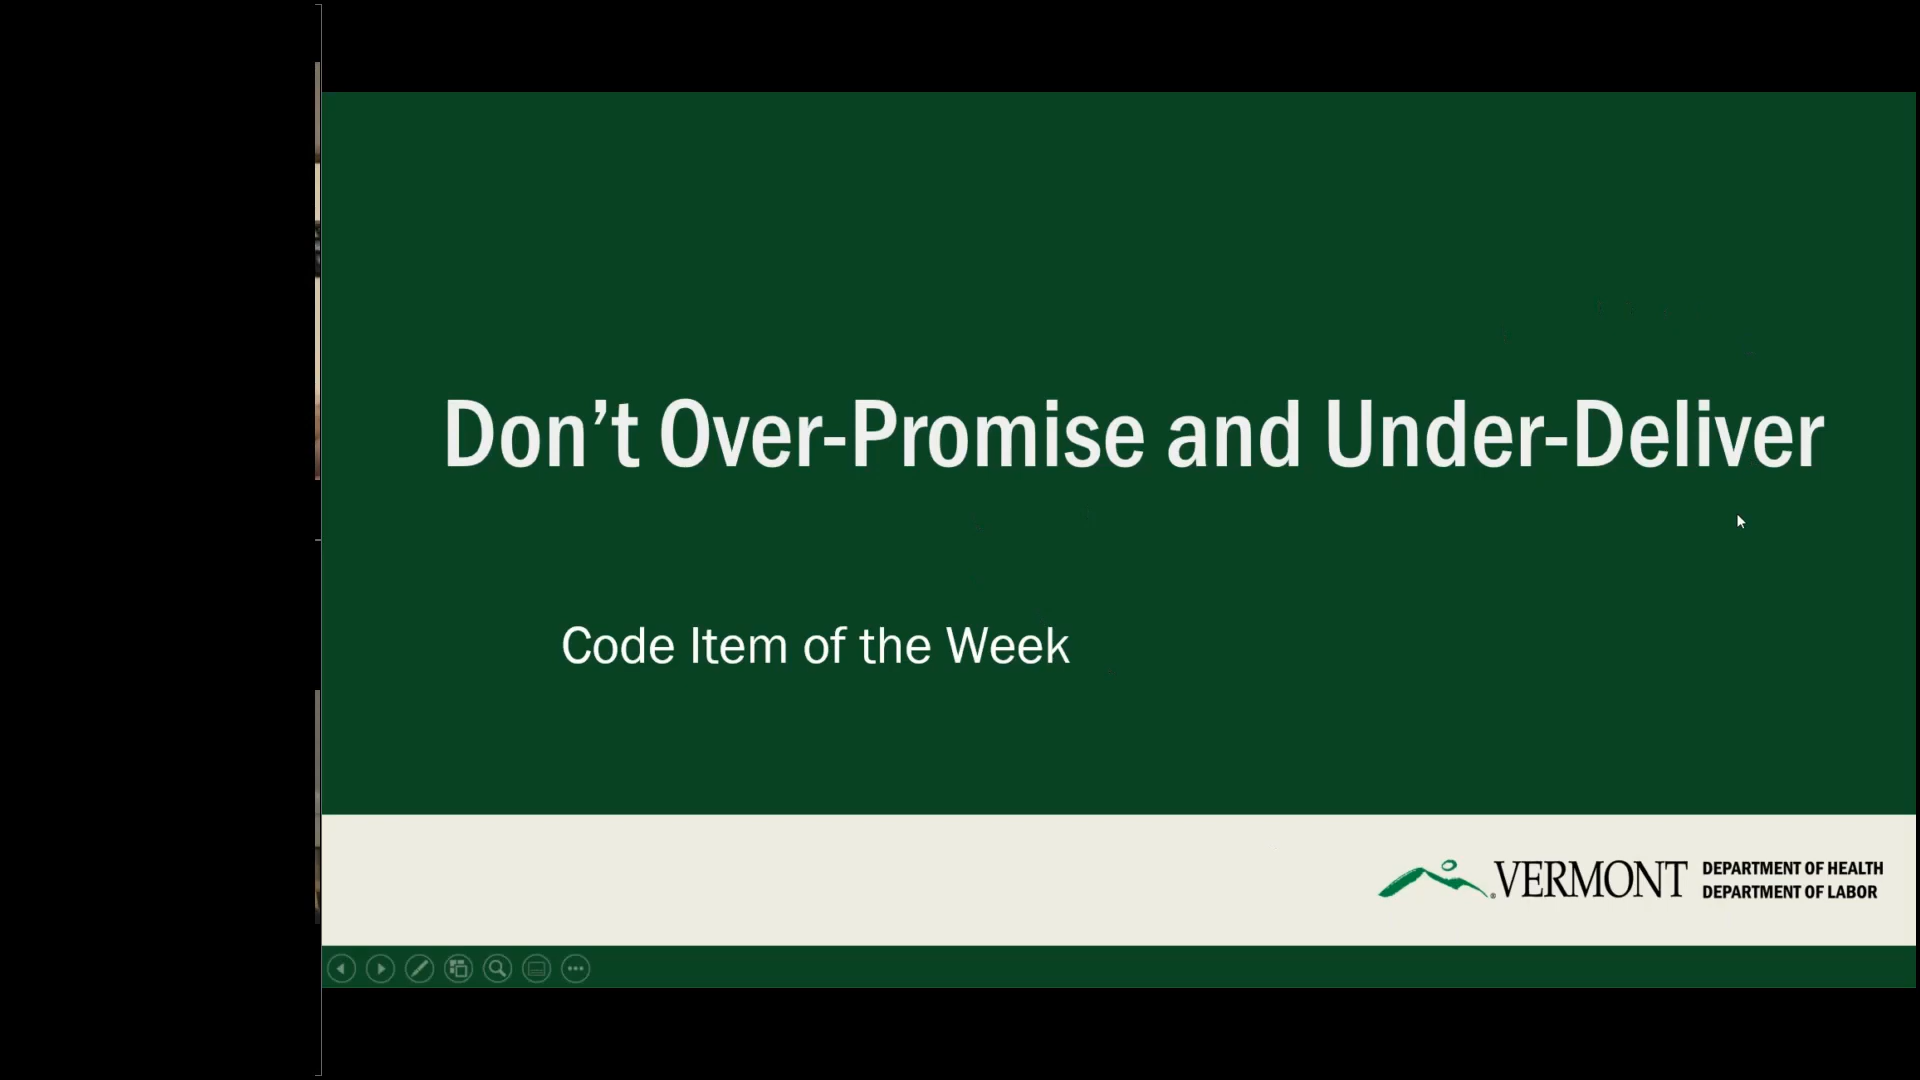 Don’t Over-Promise and Under-Deliver
Code Item of the Week
VERMONT
DEPARTMENT OF HEALTH
DEPARTMENT OF LABOR